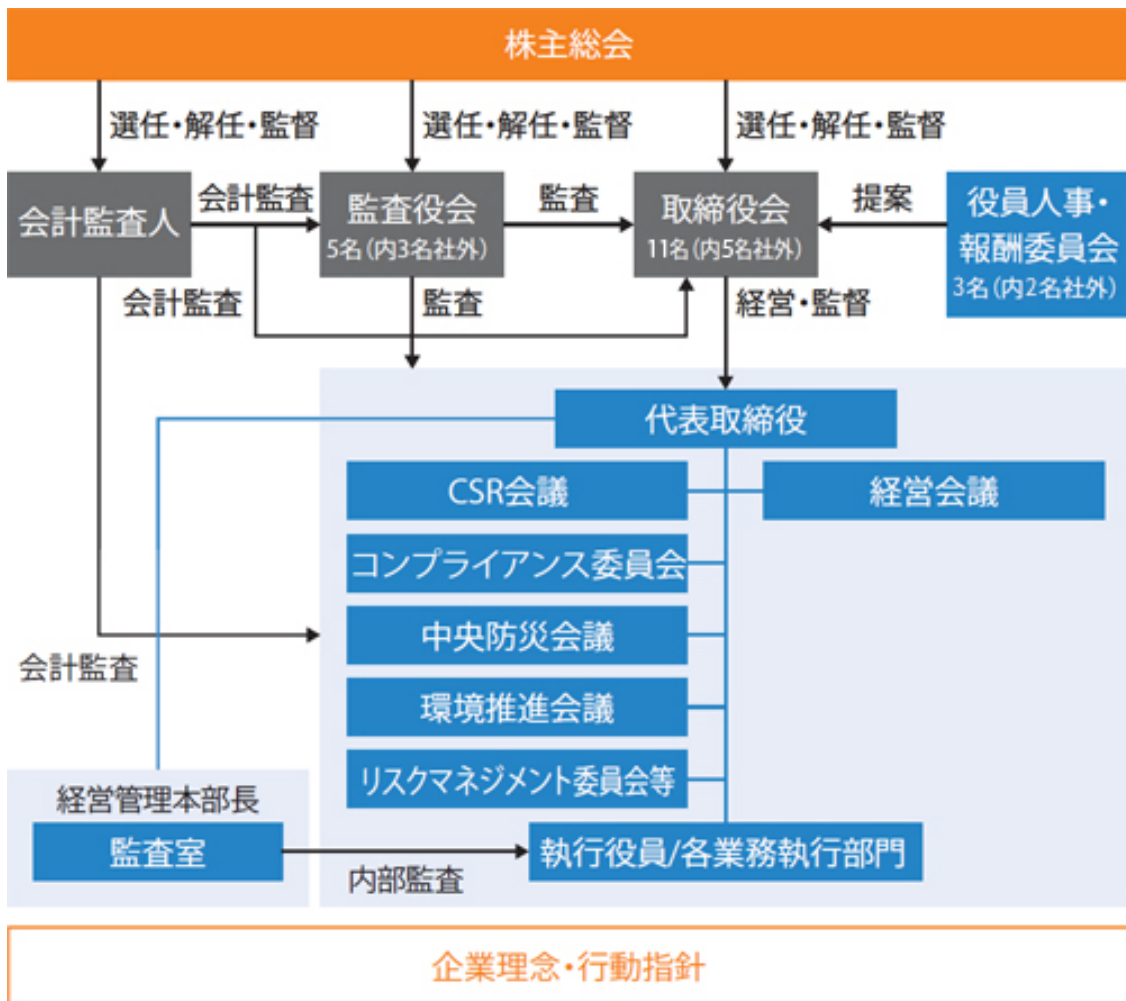 株主総会
選任・解任・監督
選任・解任・監督
選任・解任・監督
会計監査人
会計監査
監査役会
5名(内3名社外)
監査
取締役会
11名(内5名社外)
提案
役員人事・
報酬委員会
3名(内2名社外)
会計監査
監査
経営・監督
代表取締役
CSR会議
経営会議
コンプライアンス委員会
中央防災会議
会計監査
環境推進会議
リスクマネジメント委員会等
経営管理本部長
監査室
内部監査
執行役員/各業務執行部門
企業理念・行動指針